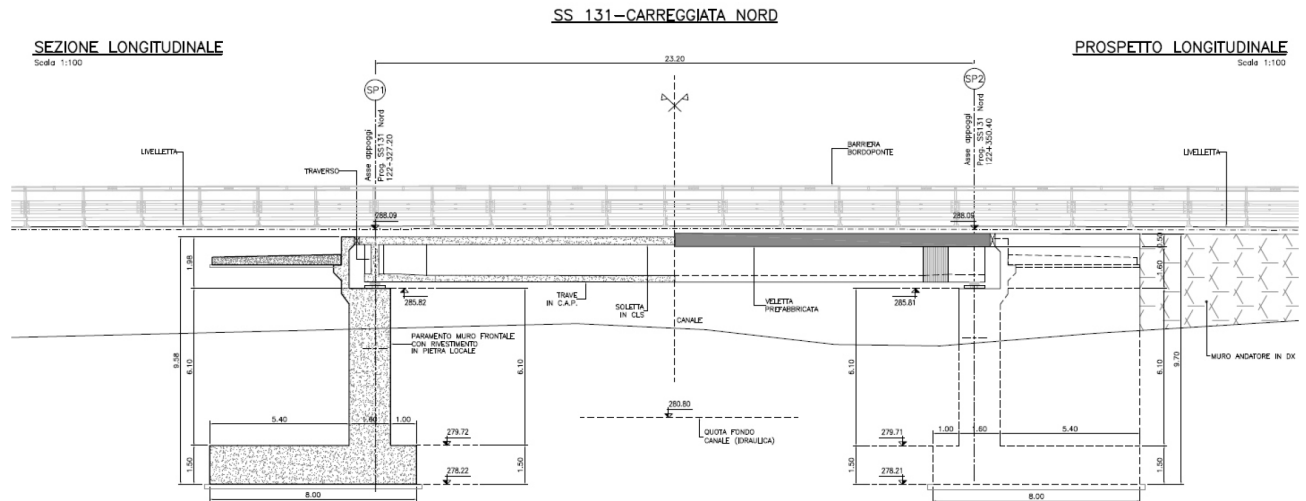 SS 131-CARREGGIATA NORD
SEZIONE LONGITUDINALE
Scala 1:100
PROSPETTO LONGITUDINALE
Scala 1:100
23.20
SP1
SP2
Asse appoggi
Prog. SS131 Nord
122+327.20
Asse appoggi
Prog. SS131 Nord
122+350.40
LIVELLETTA
TRAVERSO
BARRIERA
BORDOPONTE
LIVELLETTA
288.09
288.09
1.98
0.50
1.60
285.82
TRAVE
IN C.A.P.
SOLETTA
IN CLS
VELETTA
PREFABBRICATA
285.81
CANALE
PARAMENTO MURO FRONTALE
CON RIVESTIMENTO
IN PIETRA LOCALE
MURO ANDATORE IN DX
9.58
6.10
6.10
6.10
6.10
9.70
280.80
QUOTA FONDO
CANALE (IDRAULICA)
5.40
1.60
1.00
1.00
1.60
5.40
279.72
279.71
1.50
1.50
1.50
1.50
278.22
278.21
8.00
8.00